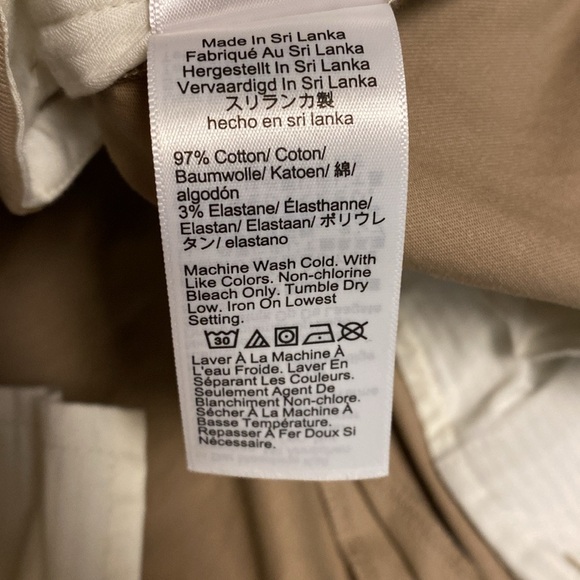 Made In Sri Lanka
Fabriqué Au Sri Lanka
Hergestellt In Sri Lanka
Vervaardigd In Sri Lanka
スリランカ製
hecho en sri lanka
97% Cotton/ Coton/
Baumwolle/ Katoen/ 綿/
algodón
3% Elastane/ Élasthanne/
Elastan/ Elastaan/ ポリウレ
タン/ elastano
Machine Wash Cold. With
Like Colors. Non-chlorine
Bleach Only. Tumble Dry
Low. Iron On Lowest
Setting.
30
Laver À La Machine À
L'eau Froide. Laver En
Séparant Les Couleurs.
Seulement Agent De
Blanchiment Non-chlore.
Sécher À La Machine À
Basse Température.
Repasser À Fer Doux Si
Nécessaire.